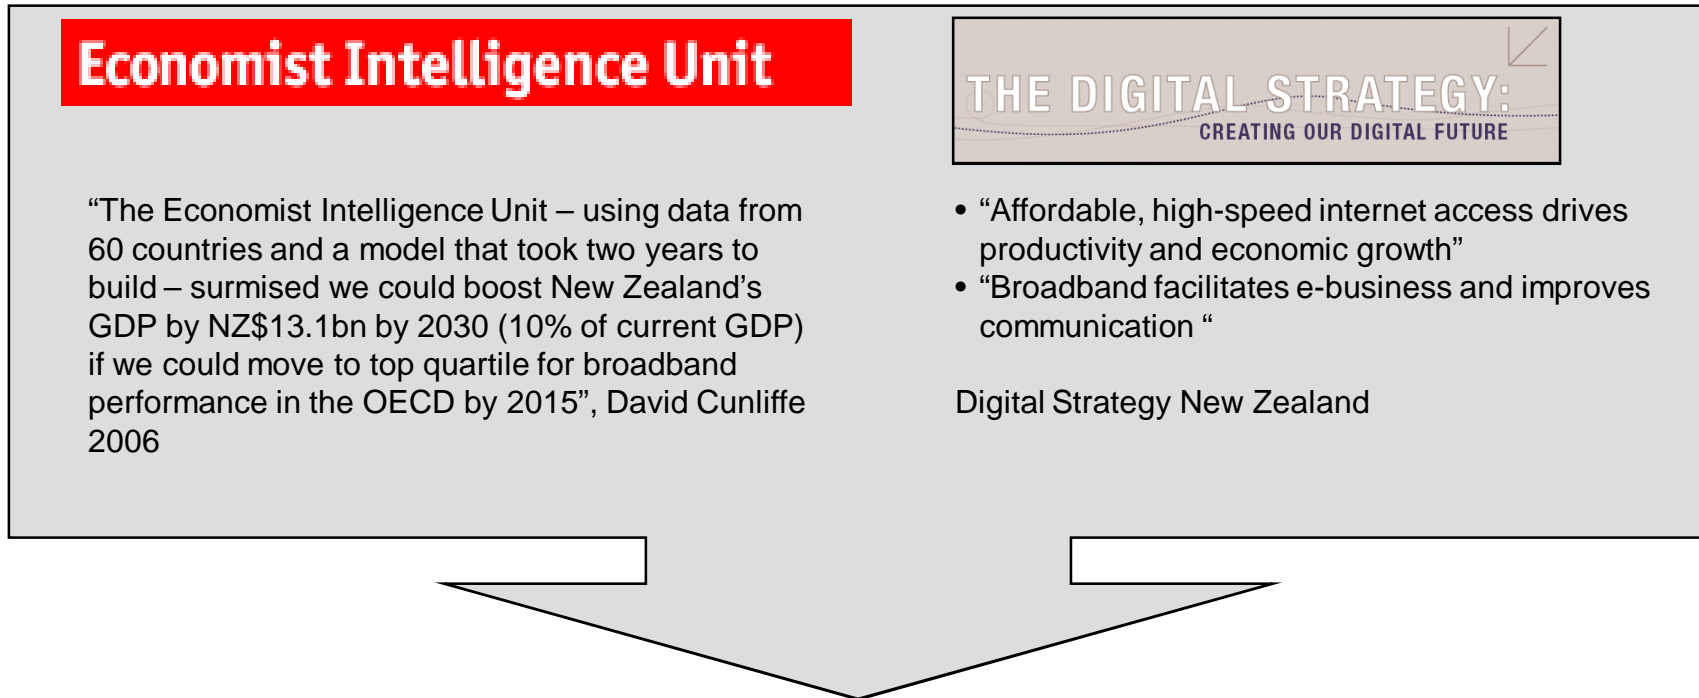 Economist Intelligence Unit
“The Economist Intelligence Unit – using data from
60 countries and a model that took two years to
build – surmised we could boost New Zealand’s
GDP by NZ$13.1bn by 2030 (10% of current GDP)
if we could move to top quartile for broadband
performance in the OECD by 2015”, David Cunliffe
2006
THE DIGITAL STRATEGY:
CREATING OUR DIGITAL FUTURE
• “Affordable, high-speed internet access drives
productivity and economic growth”
• “Broadband facilitates e-business and improves
communication “
Digital Strategy New Zealand